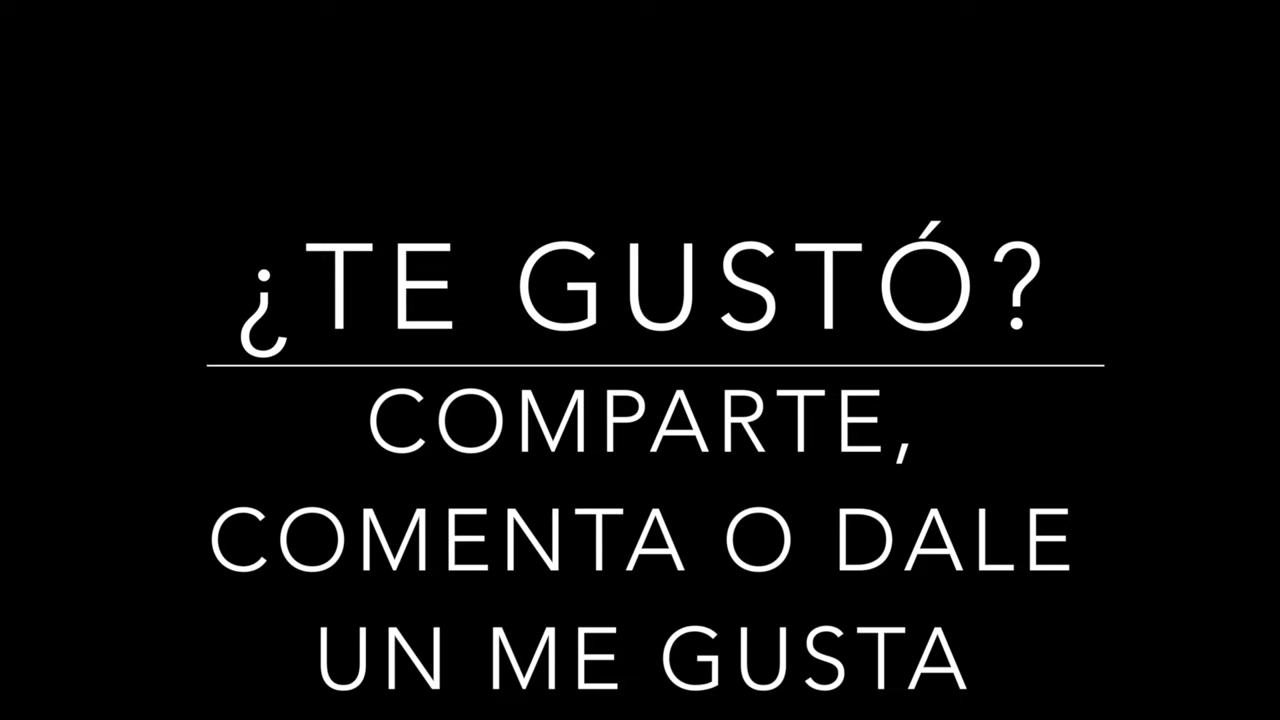 ¿TE GUSTÓ?
COMPARTE,
COMENTA O DALE
UN ME GUSTA